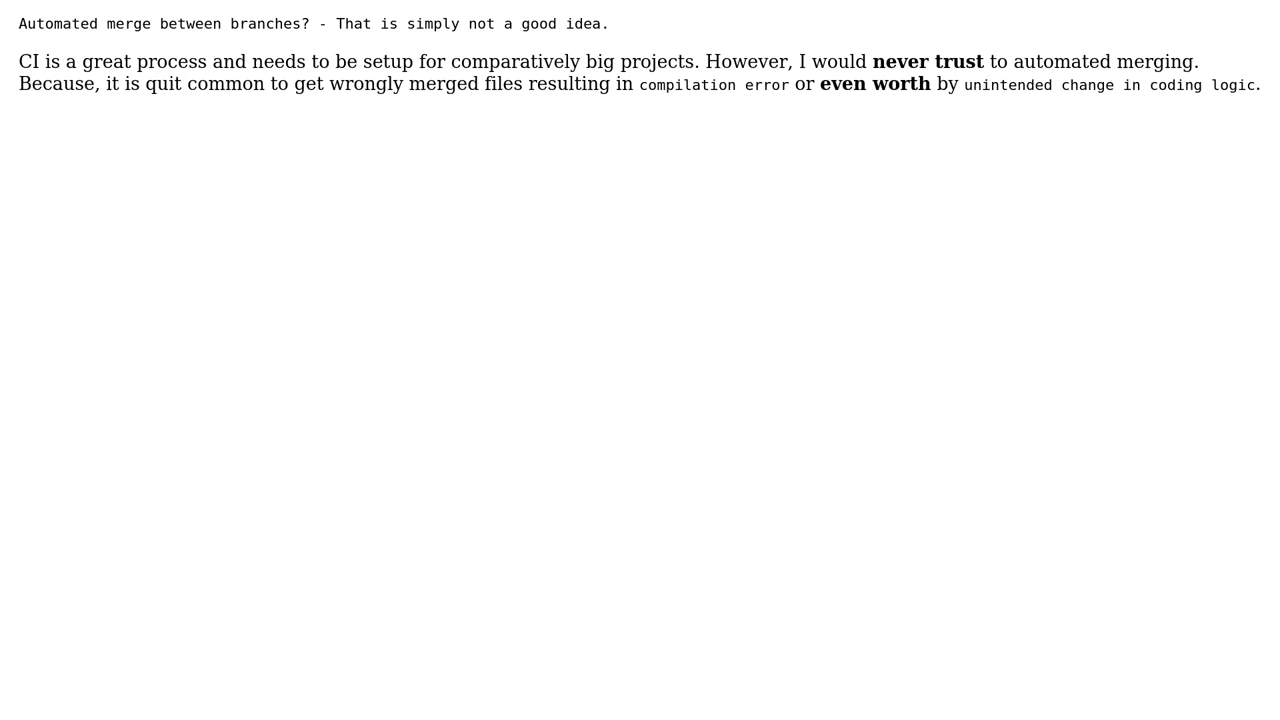 Automated merge between branches? - That is simply not a good idea.
CI is a great process and needs to be setup for comparatively big projects. However, I would never trust to automated merging.
Because, it is quit common to get wrongly merged files resulting in compilation error or even worth by unintended change in coding logic.